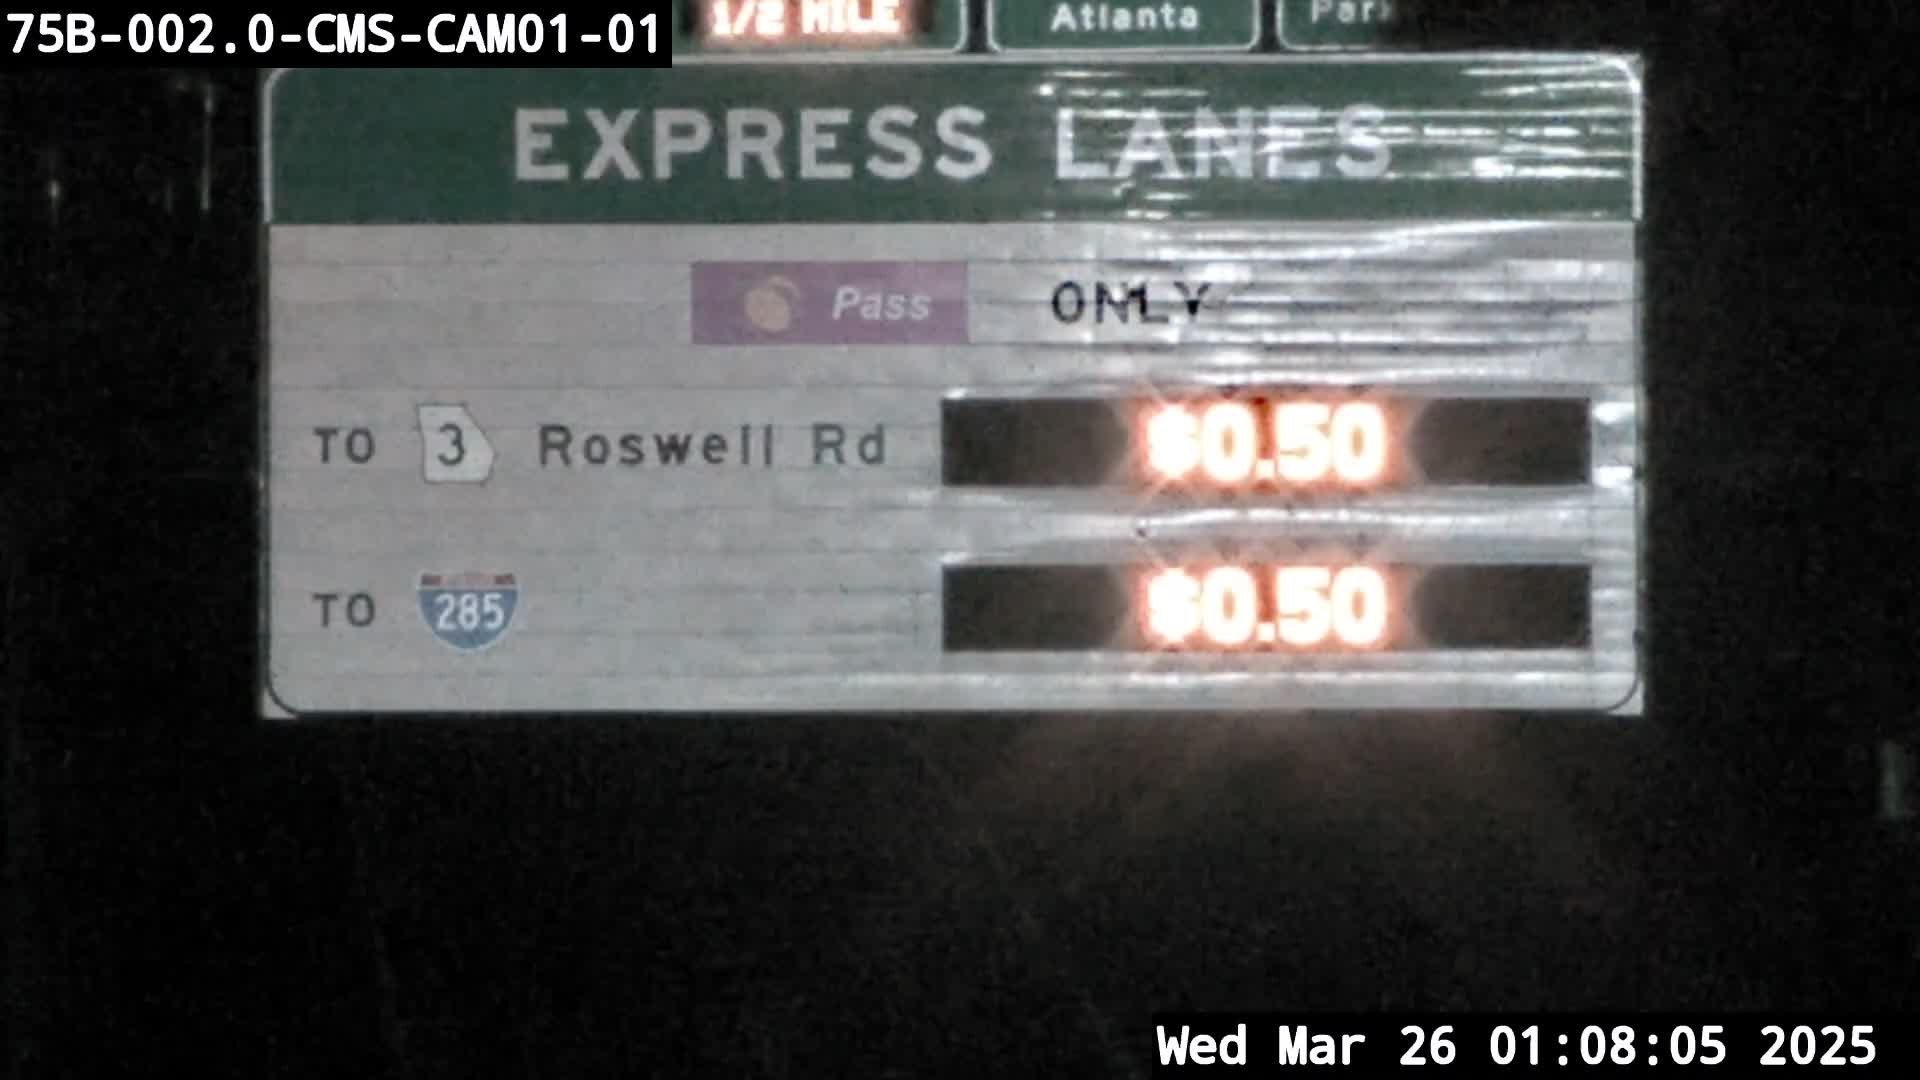 75B-002.0-CMS-CAM01-01
1/2 MILE
Atlanta
EXPRESS LANES
Pass ONLY
TO 3 Roswell Rd $0.50
TO 285 $0.50
Wed Mar 26 01:08:05 2025